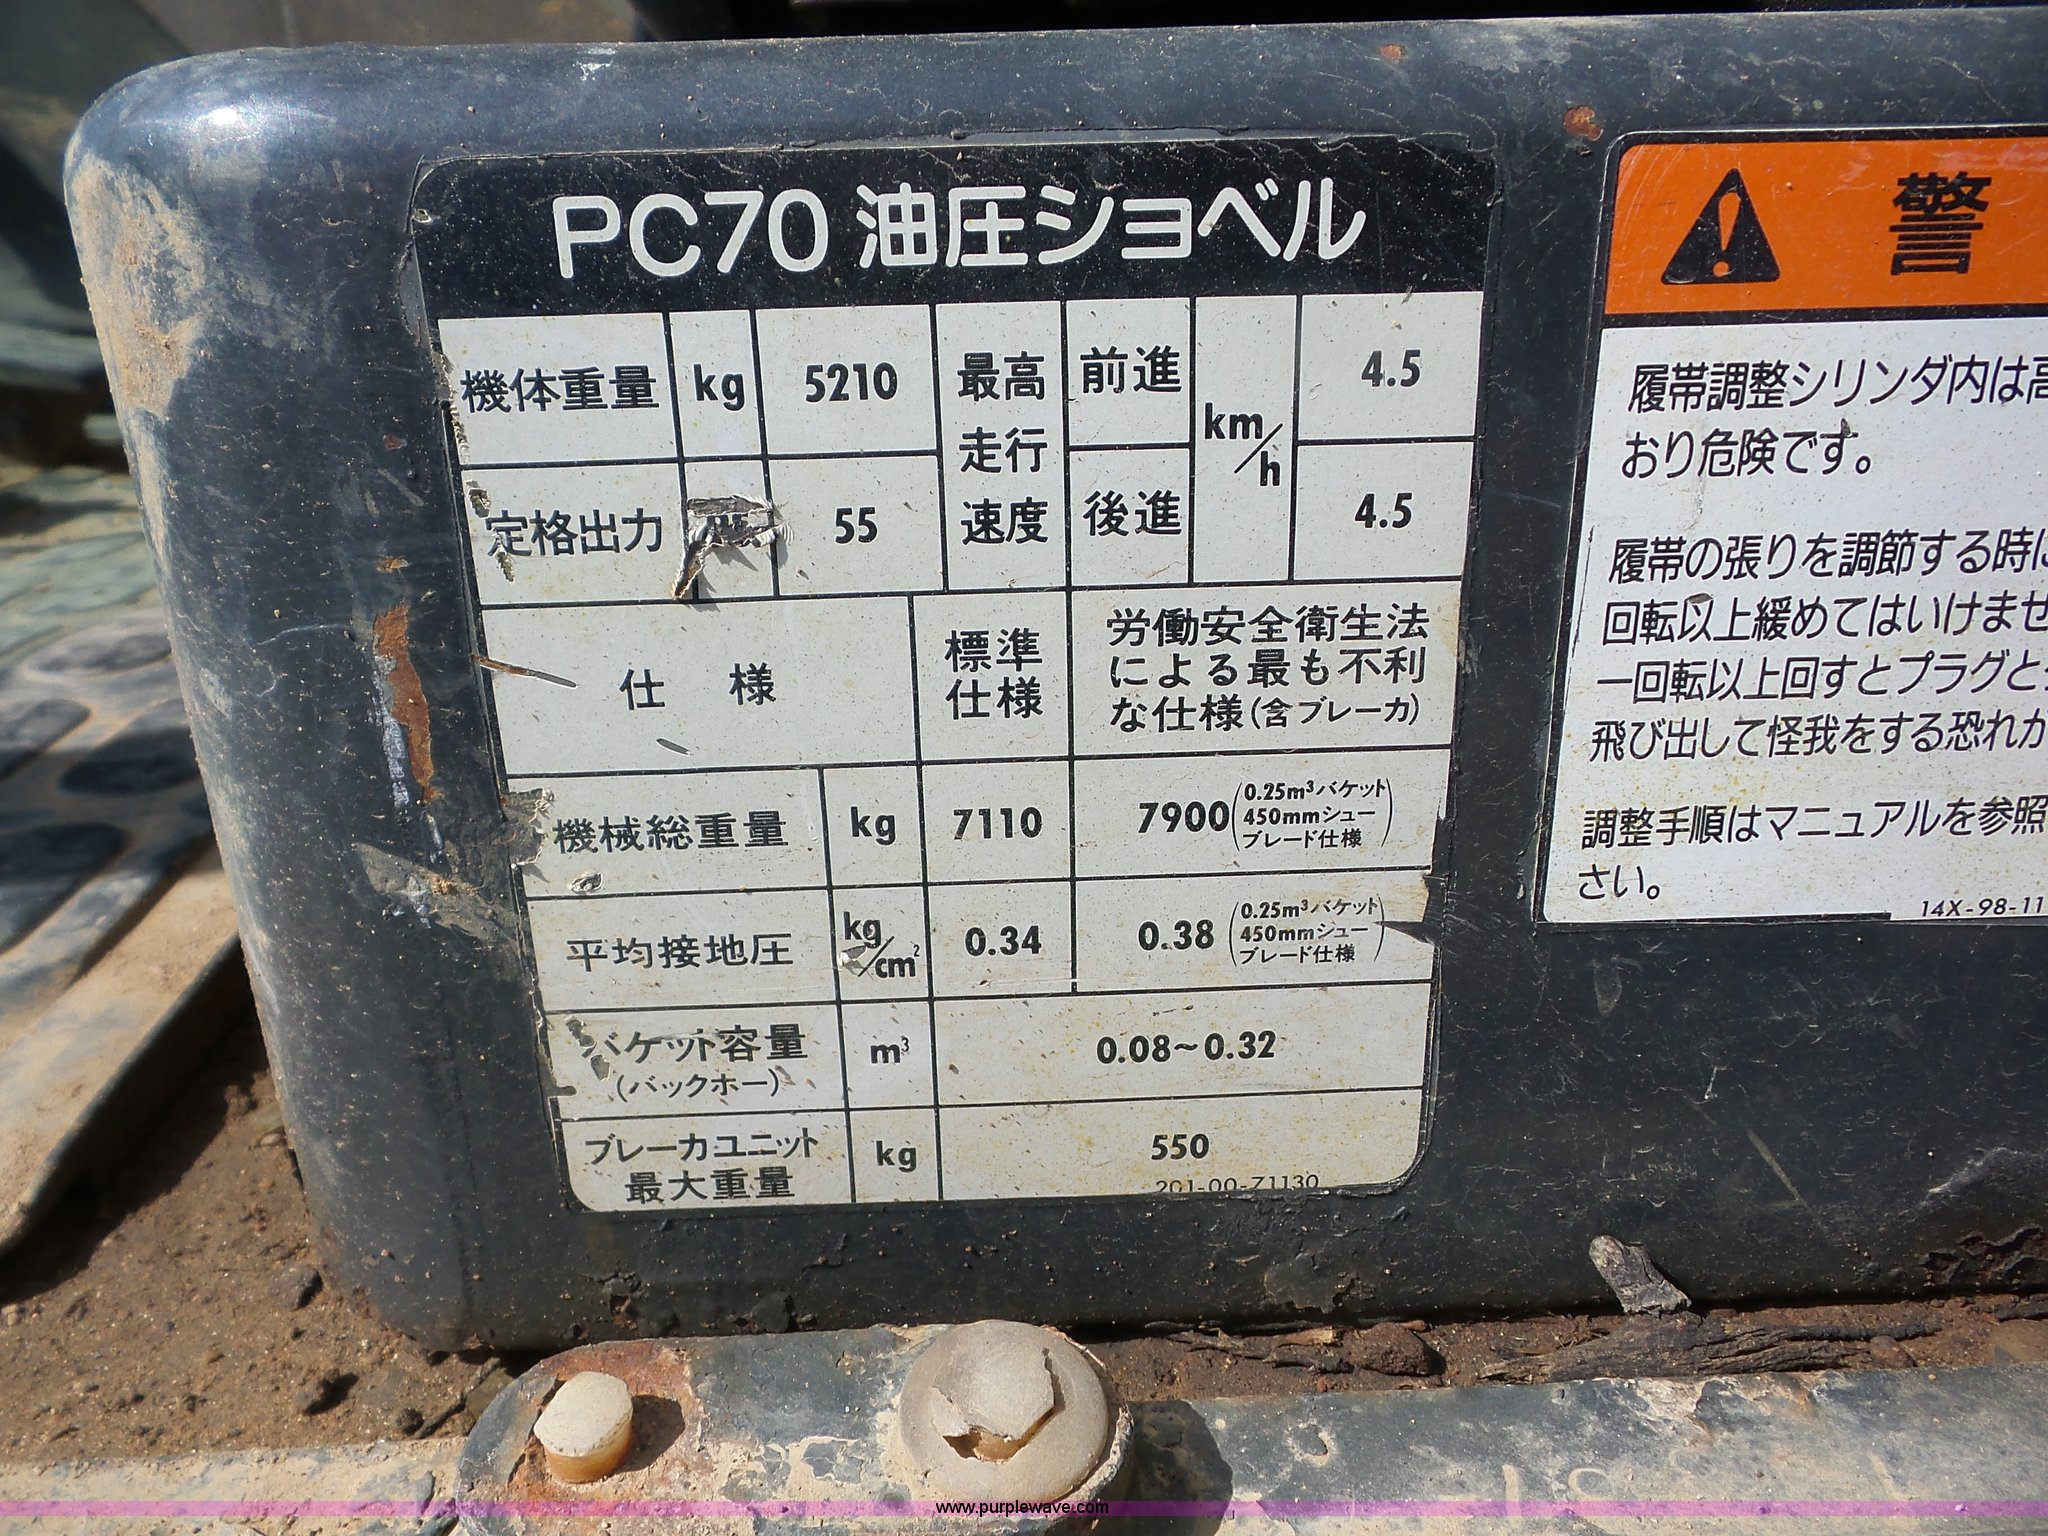 PC70 油圧ショベル
機体重量 kg 5210
最高走行速度 km/h
前進 4.5
後進 4.5
定格出力 55
仕 様
標準仕様
労働安全衛生法
による最も不利
な仕様(含ブレーカ)
機械総重量 kg 7110 7900
(0.25m³バケット
450mmシュー
ブレード仕様)
平均接地圧 kg/cm² 0.34 0.38
(0.25m³バケット
450mmシュー
ブレード仕様)
バケット容量
(バックホー)
m³ 0.08~0.32
ブレーカユニット
最大重量
kg 550
201-00-Z1130
警
履帯調整シリンダ内は高
おり危険です。
履帯の張りを調節する時に
回転以上緩めてはいけませ
一回転以上回すとプラグと
飛び出して怪我をする恐れが
調整手順はマニュアルを参照
さい。
14X-98-11
www.purplewave.com